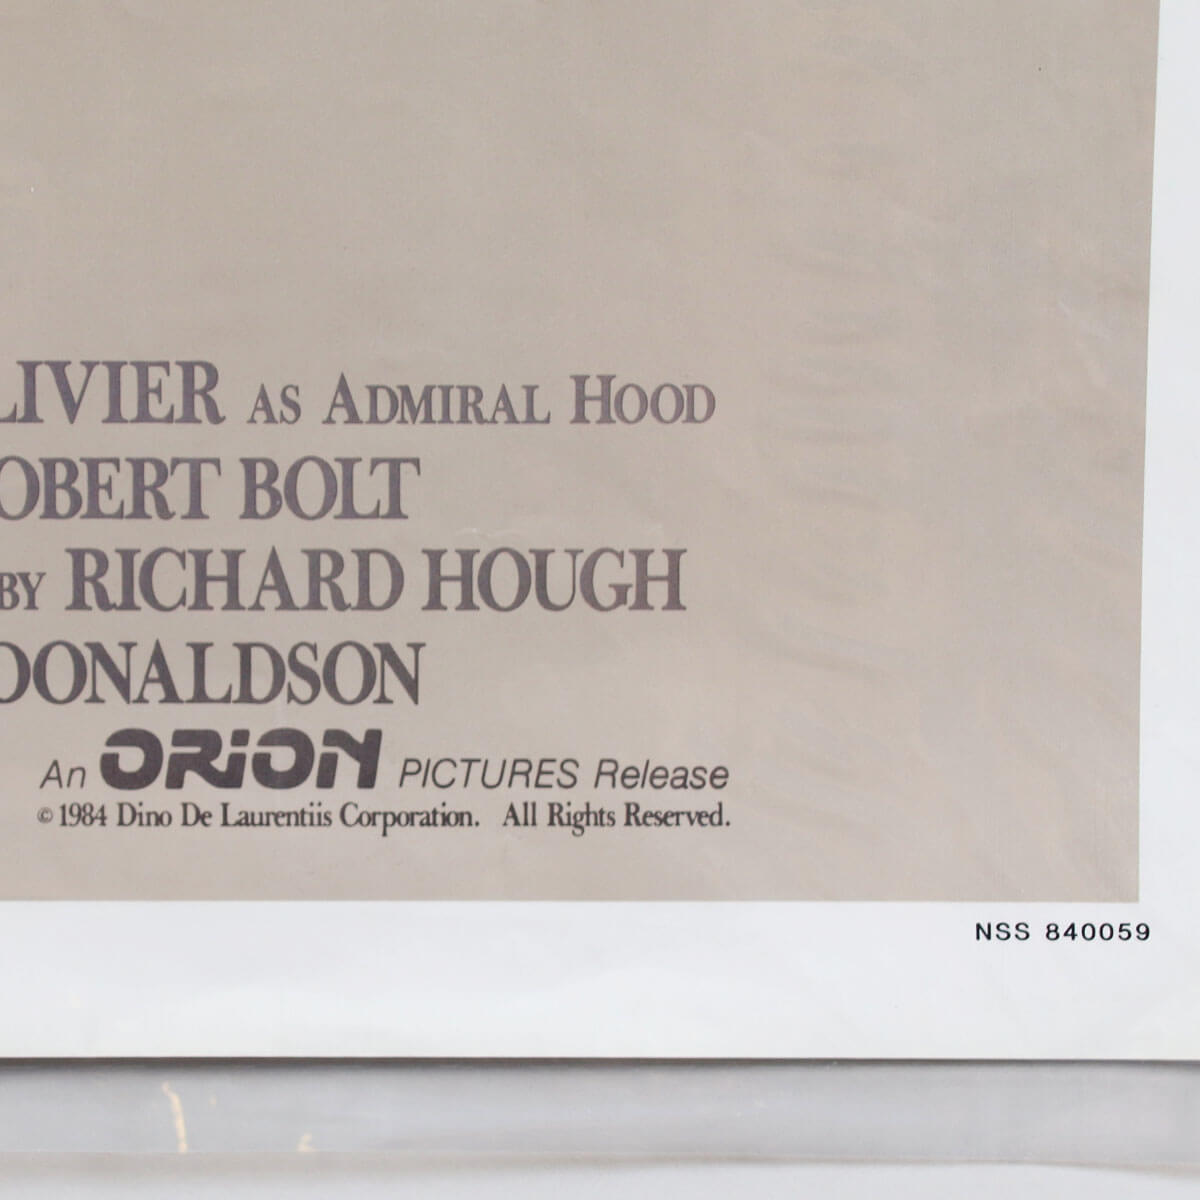 LIVIER AS ADMIRAL HOOD
OBERT BOLT
BY RICHARD HOUGH
DONALDSON
An ORION PICTURES Release
© 1984 Dino De Laurentiis Corporation. All Rights Reserved.
NSS 840059